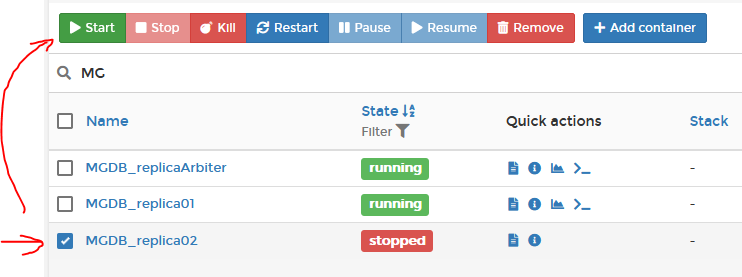 Start Stop Kill Restart Pause Resume Remove Add container
MG
Name State Filter Quick actions Stack
MGDB_replicaArbiter running -
MGDB_replica01 running -
MGDB_replica02 stopped -